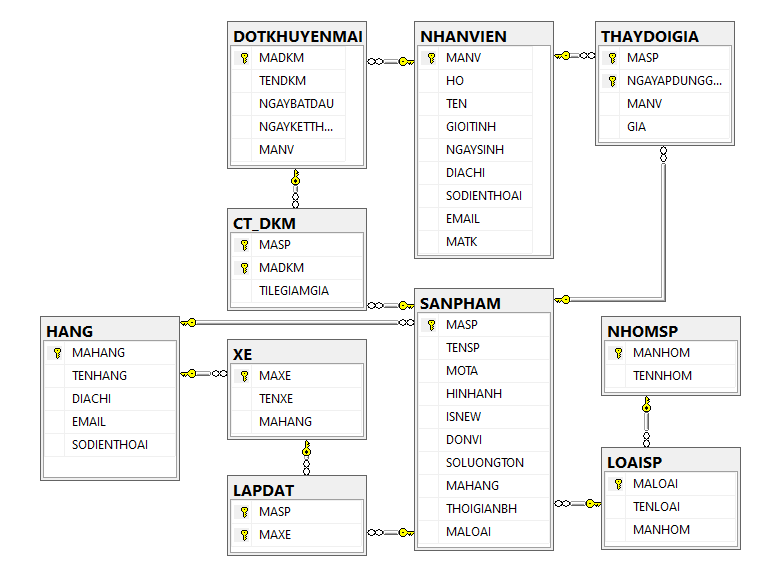 DOTKHUYENMAI
MADKM
TENDKM
NGAYBATDAU
NGAYKETTH...
MANV
NHANVIEN
MANV
HO
TEN
GIOITINH
NGAYSINH
DIACHI
SODIENTHOAI
EMAIL
MATK
THAYDOIGIA
MASP
NGAYAPDUNGG...
MANV
GIA
CT_DKM
MASP
MADKM
TILEGIAMGIA
SANPHAM
MASP
TENSP
MOTA
HINHANH
ISNEW
DONVI
SOLUONGTON
MAHANG
THOIGIANBH
MALOAI
HANG
MAHANG
TENHANG
DIACHI
EMAIL
SODIENTHOAI
XE
MAXE
TENXE
MAHANG
NHOMSP
MANHOM
TENNHOM
LAPDAT
MASP
MAXE
LOAISP
MALOAI
TENLOAI
MANHOM